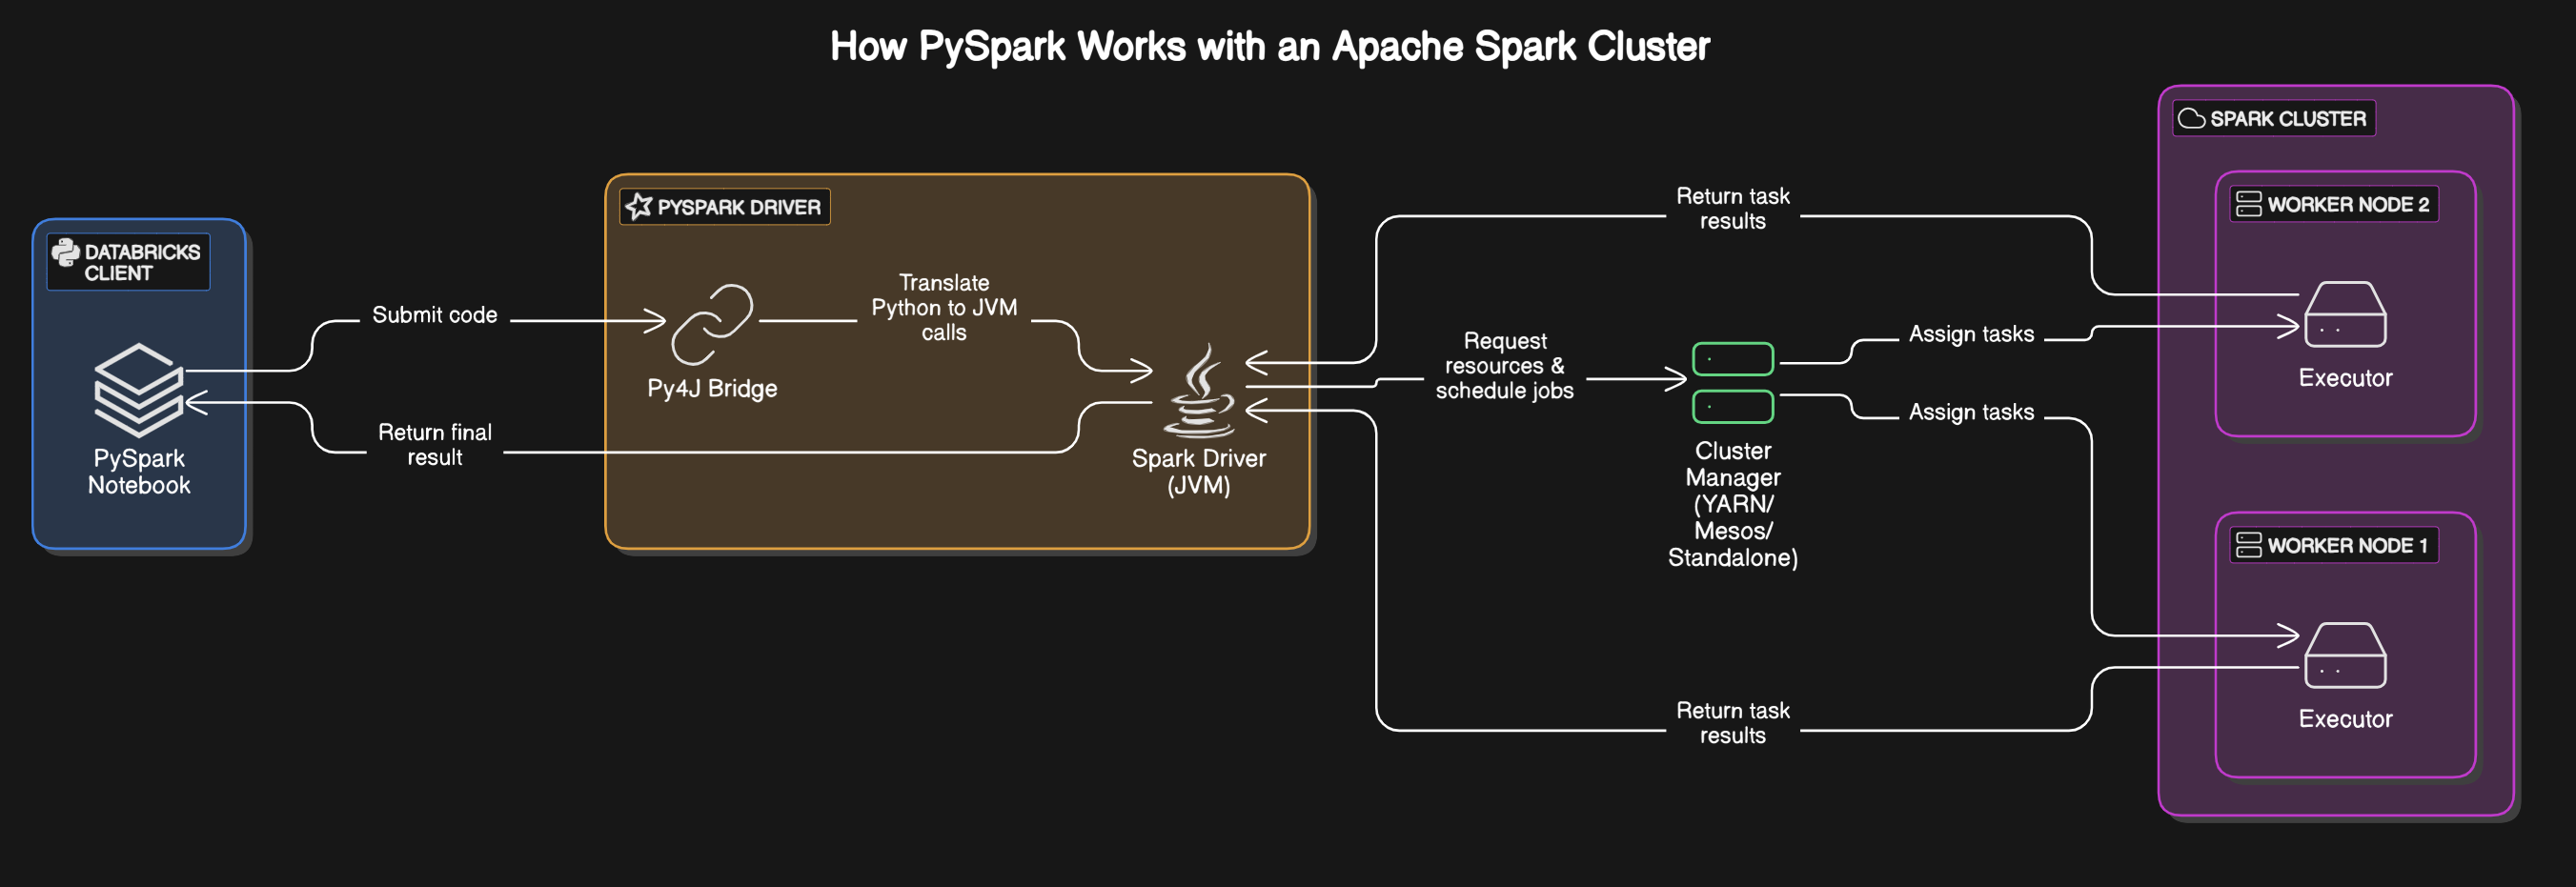 How PySpark Works with an Apache Spark Cluster
DATABRICKS
CLIENT
PySpark
Notebook
Submit code
Return final
result
PYSPARK DRIVER
Py4J Bridge
Translate
Python to JVM
calls
Spark Driver
(JVM)
Return task
results
Request
resources &
schedule jobs
Cluster
Manager
(YARN/
Mesos/
Standalone)
Return task
results
Assign tasks
Assign tasks
SPARK CLUSTER
WORKER NODE 2
Executor
WORKER NODE 1
Executor